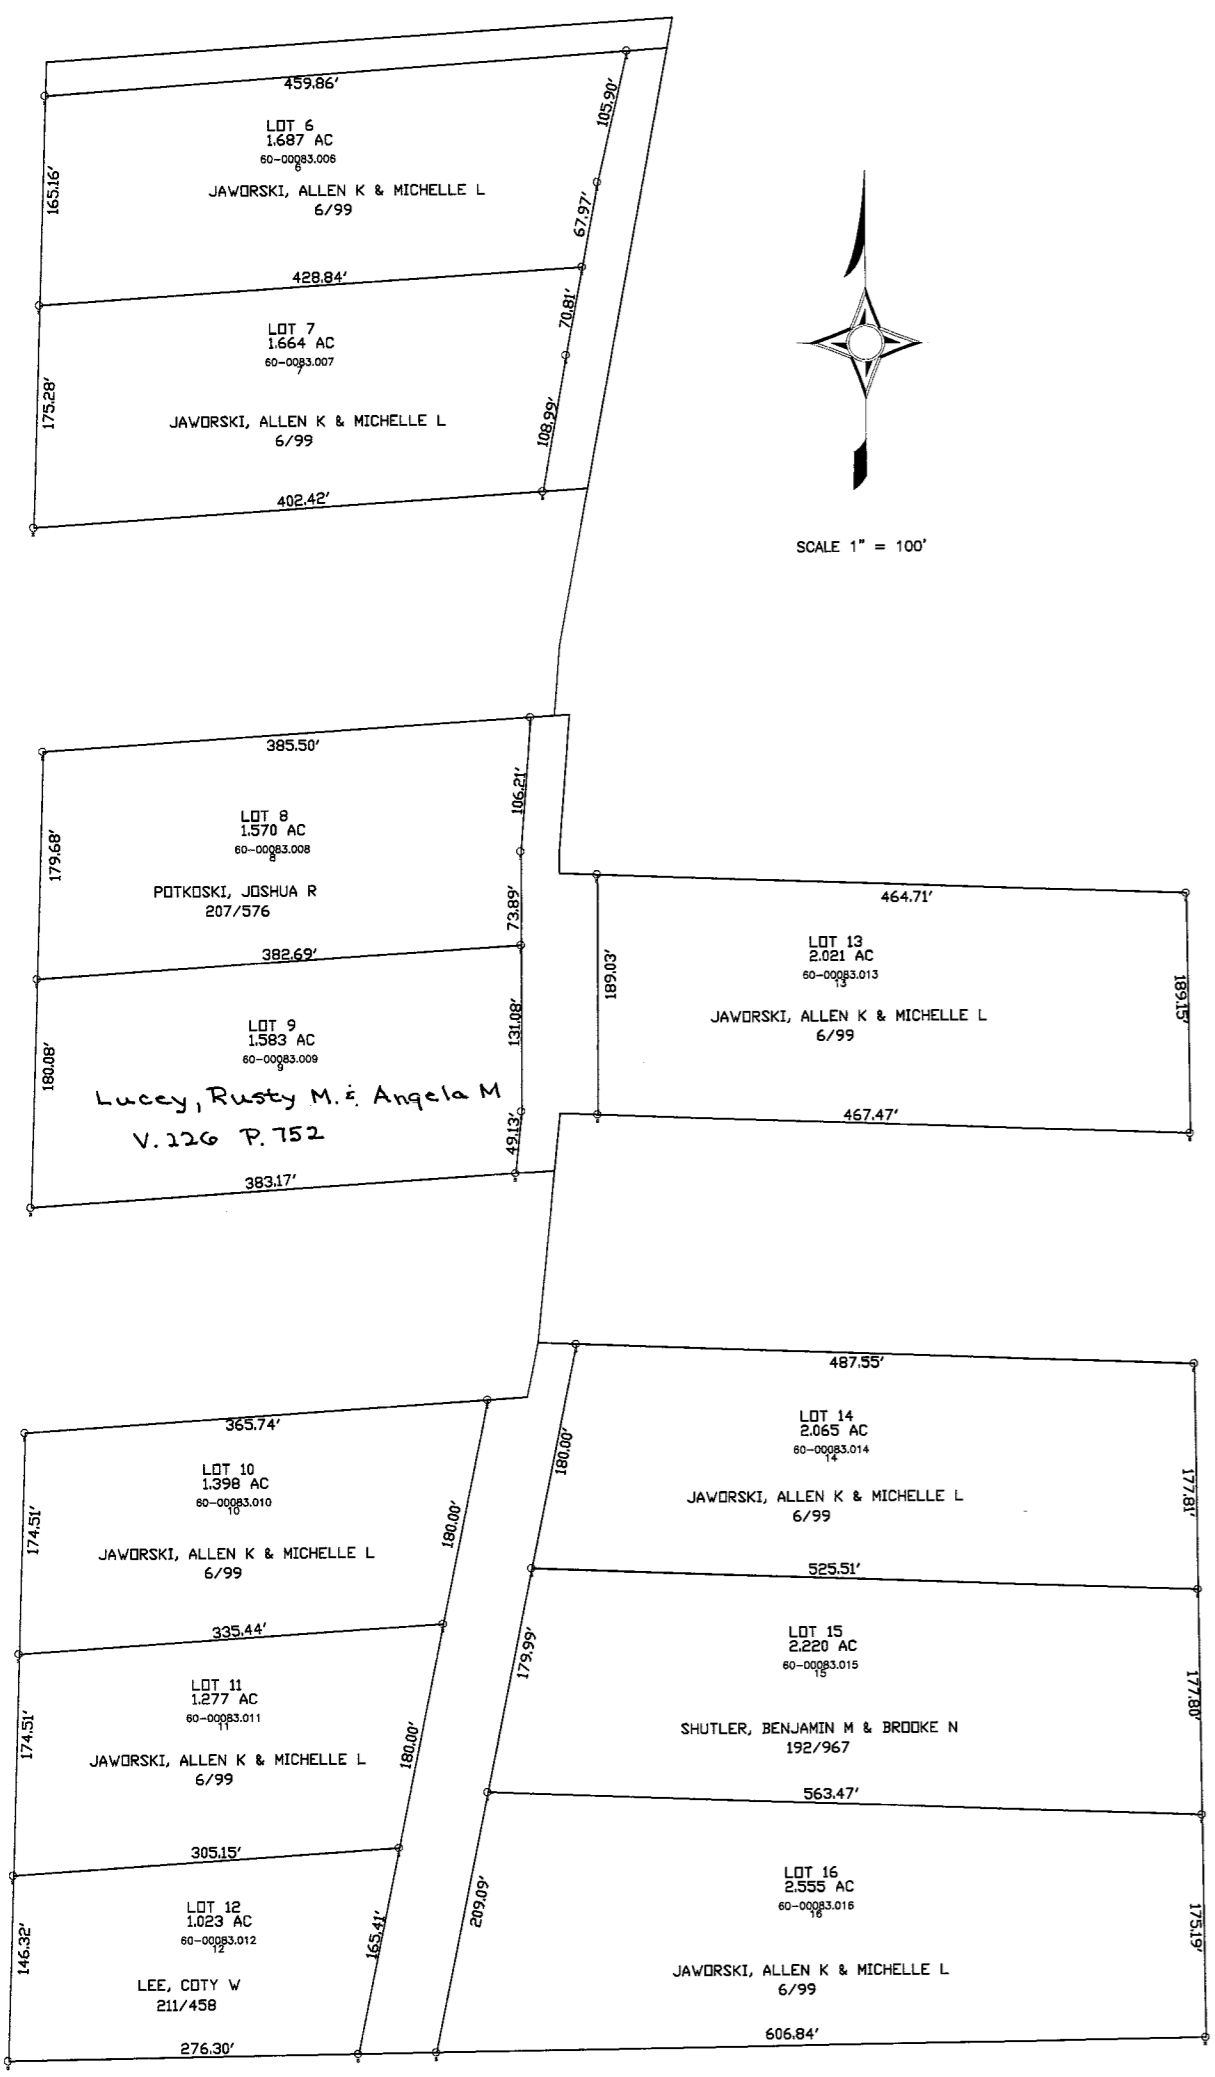 459.86'
105.90'
LOT 6
1.687 AC
60-00083.006
6
165.16'
JAWORSKI, ALLEN K & MICHELLE L
6/99
67.97'
428.84'
70.81'
LOT 7
1.664 AC
60-0083.007
7
175.28'
JAWORSKI, ALLEN K & MICHELLE L
6/99
108.99'
402.42'
SCALE 1" = 100'
385.50'
106.21'
LOT 8
1.570 AC
60-00083.008
8
179.68'
POTKOSKI, JOSHUA R
207/576
73.89'
382.69'
LOT 9
1.583 AC
60-00083.009
9
131.08'
180.08'
Lucey, Rusty M. & Angela M
V. 226 P. 752
49.13'
383.17'
464.71'
LOT 13
2.021 AC
60-00083.013
13
189.03'
189.15'
JAWORSKI, ALLEN K & MICHELLE L
6/99
467.47'
487.55'
LOT 14
2.065 AC
60-00083.014
14
180.00'
177.81'
JAWORSKI, ALLEN K & MICHELLE L
6/99
525.51'
365.74'
LOT 10
1.398 AC
60-00083.010
10
174.51'
180.00'
JAWORSKI, ALLEN K & MICHELLE L
6/99
335.44'
LOT 15
2.220 AC
60-00083.015
15
179.99'
177.80'
SHUTLER, BENJAMIN M & BROOKE N
192/967
563.47'
LOT 11
1.277 AC
60-00083.011
11
174.51'
180.00'
JAWORSKI, ALLEN K & MICHELLE L
6/99
305.15'
LOT 12
1.023 AC
60-00083.012
12
146.32'
165.41'
LEE, COTY W
211/458
276.30'
LOT 16
2.555 AC
60-00083.016
16
209.09'
175.19'
JAWORSKI, ALLEN K & MICHELLE L
6/99
606.84'